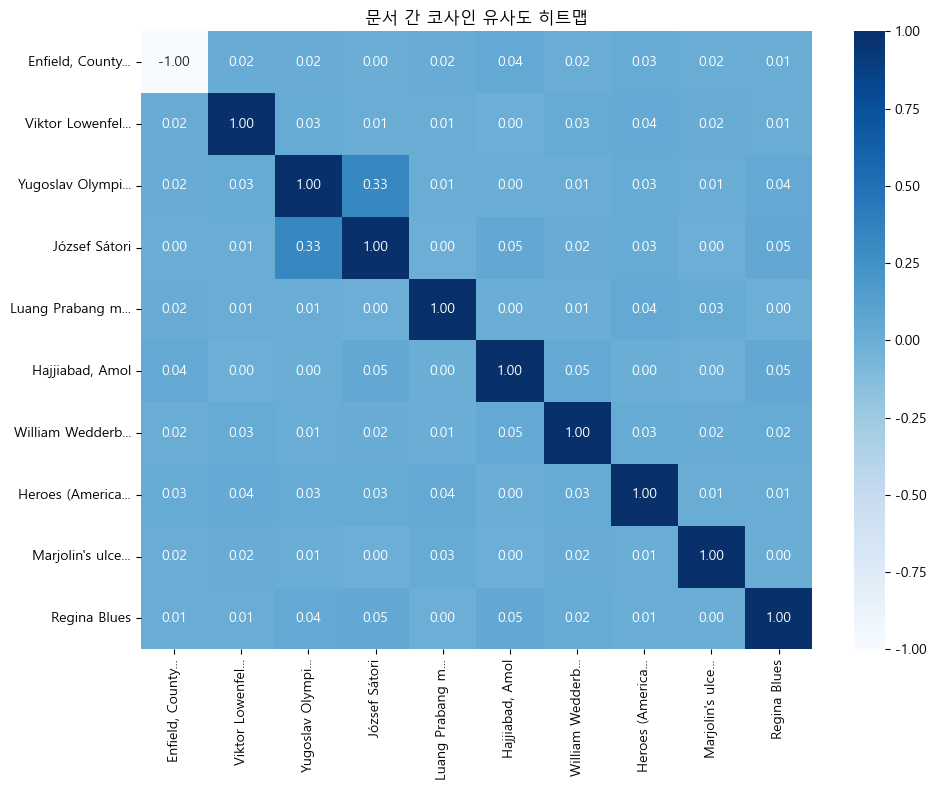 문서 간 코사인 유사도 히트맵
Enfield, County... -1.00 0.02 0.02 0.00 0.02 0.04 0.02 0.03 0.02 0.01
Viktor Lowenfel... 0.02 1.00 0.03 0.01 0.01 0.00 0.03 0.04 0.02 0.01
Yugoslav Olympi... 0.02 0.03 1.00 0.33 0.01 0.00 0.01 0.03 0.01 0.04
József Sátori 0.00 0.01 0.33 1.00 0.00 0.05 0.02 0.03 0.00 0.05
Luang Prabang m... 0.02 0.01 0.01 0.00 1.00 0.00 0.01 0.04 0.03 0.00
Hajjiabad, Amol 0.04 0.00 0.00 0.05 0.00 1.00 0.05 0.00 0.00 0.05
William Wedderb... 0.02 0.03 0.01 0.02 0.01 0.05 1.00 0.03 0.02 0.02
Heroes (America... 0.03 0.04 0.03 0.03 0.04 0.00 0.03 1.00 0.01 0.01
Marjolin's ulce... 0.02 0.02 0.01 0.00 0.03 0.00 0.02 0.01 1.00 0.00
Regina Blues 0.01 0.01 0.04 0.05 0.00 0.05 0.02 0.01 0.00 1.00
Enfield, County...
Viktor Lowenfel...
Yugoslav Olympi...
József Sátori
Luang Prabang m...
Hajjiabad, Amol
William Wedderb...
Heroes (America...
Marjolin's ulce...
Regina Blues
1.00
0.75
0.50
0.25
0.00
-0.25
-0.50
-0.75
-1.00